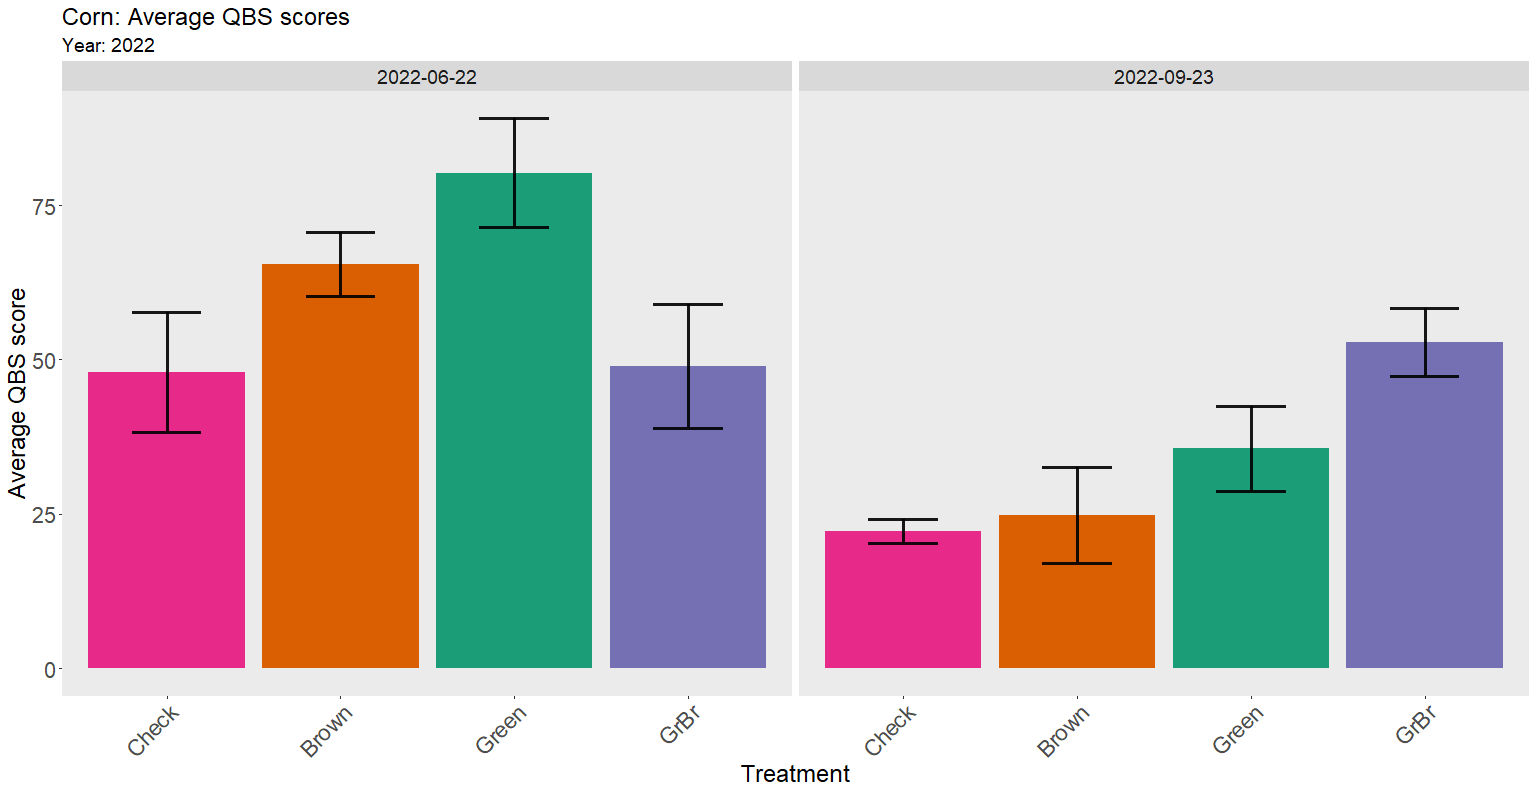 Corn: Average QBS scores
Year: 2022
2022-06-22
2022-09-23
Average QBS score
75
50
25
0
Check
Brown
Green
GrBr
Check
Brown
Green
GrBr
Treatment